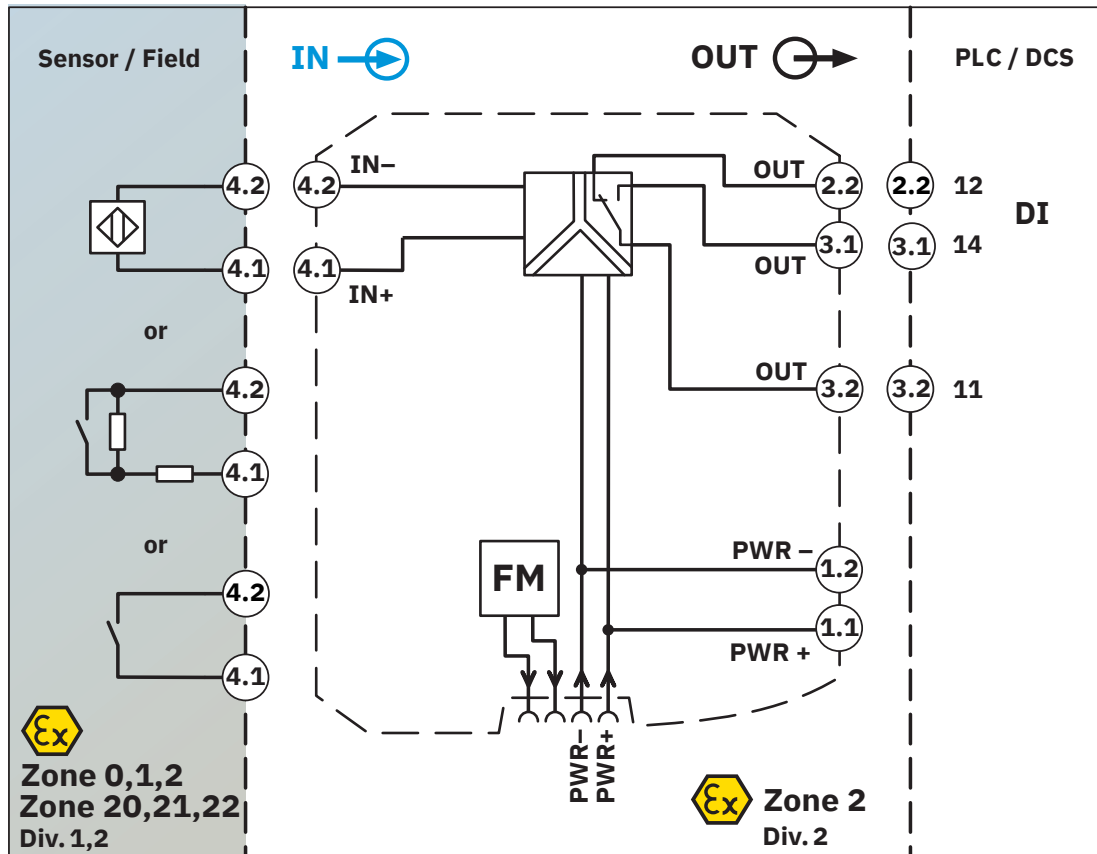 Sensor / Field
IN
OUT
PLC / DCS
4.2
4.2
IN−
OUT
2.2
2.2
12
DI
4.1
4.1
IN+
OUT
3.1
3.1
14
or
4.2
OUT
3.2
3.2
11
4.1
or
FM
PWR −
1.2
4.2
1.1
PWR +
4.1
PWR−
PWR+
Ex
Zone 0,1,2
Zone 20,21,22
Div. 1,2
Ex
Zone 2
Div. 2